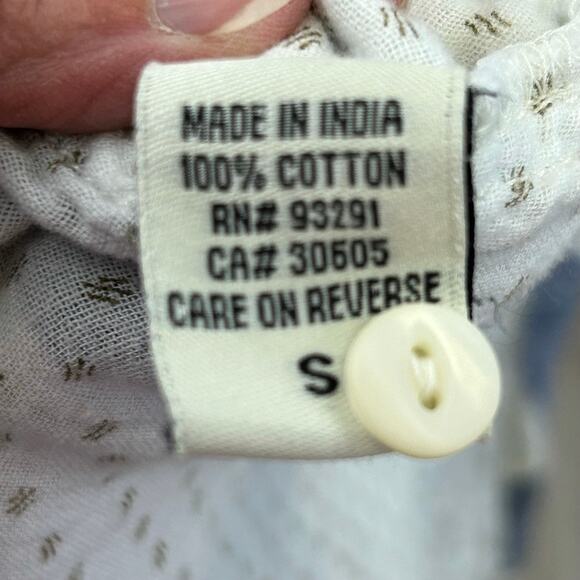 MADE IN INDIA
100% COTTON
RN# 93291
CA# 30605
CARE ON REVERSE
S